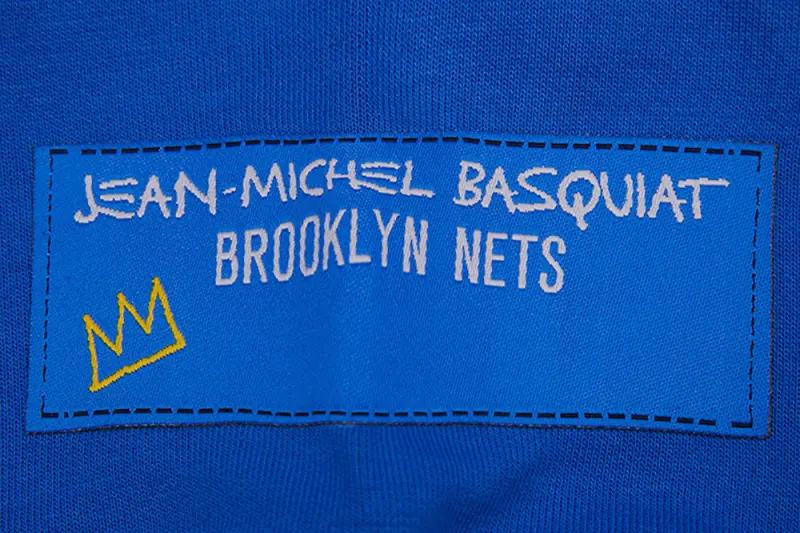 JEAN-MICHEL BASQUIAT
BROOKLYN NETS